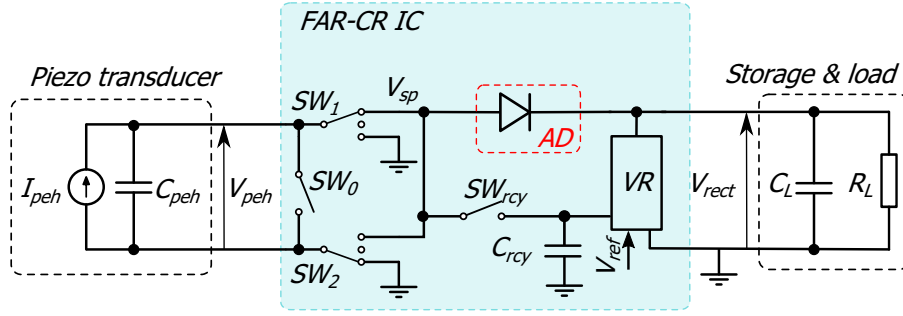 FAR-CR IC
Piezo transducer
Storage & load
SW1
Vsp
AD
Ipeh
Cpeh
Vpeh
SW0
SWrcy
VR
Vrect
CL
RL
SW2
Crcy
Vref